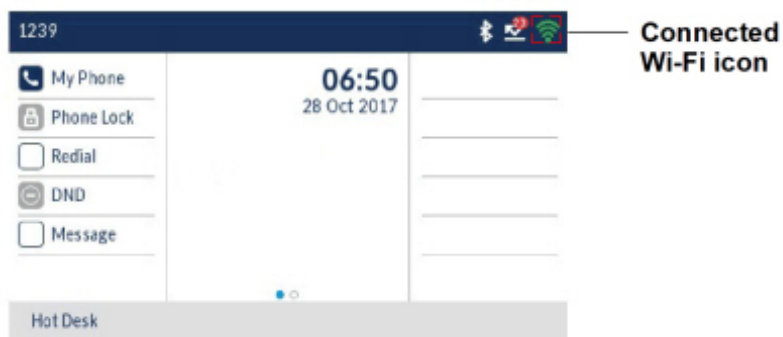 1239
23
Connected
Wi-Fi icon
My Phone
06:50
28 Oct 2017
Phone Lock
Redial
DND
Message
Hot Desk